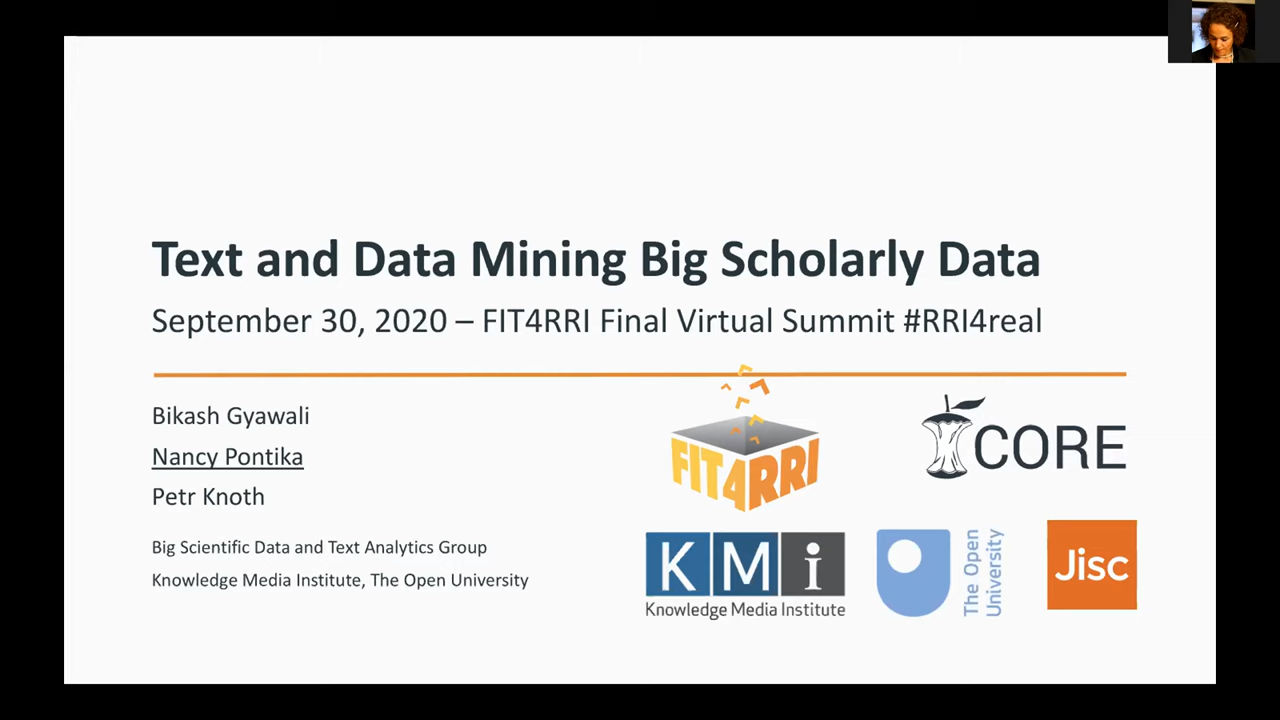 Text and Data Mining Big Scholarly Data
September 30, 2020 – FIT4RRI Final Virtual Summit #RRI4real
Bikash Gyawali
Nancy Pontika
Petr Knoth
Big Scientific Data and Text Analytics Group
Knowledge Media Institute, The Open University
FIT4RRI
CORE
KMi
Knowledge Media Institute
The Open
University
Jisc